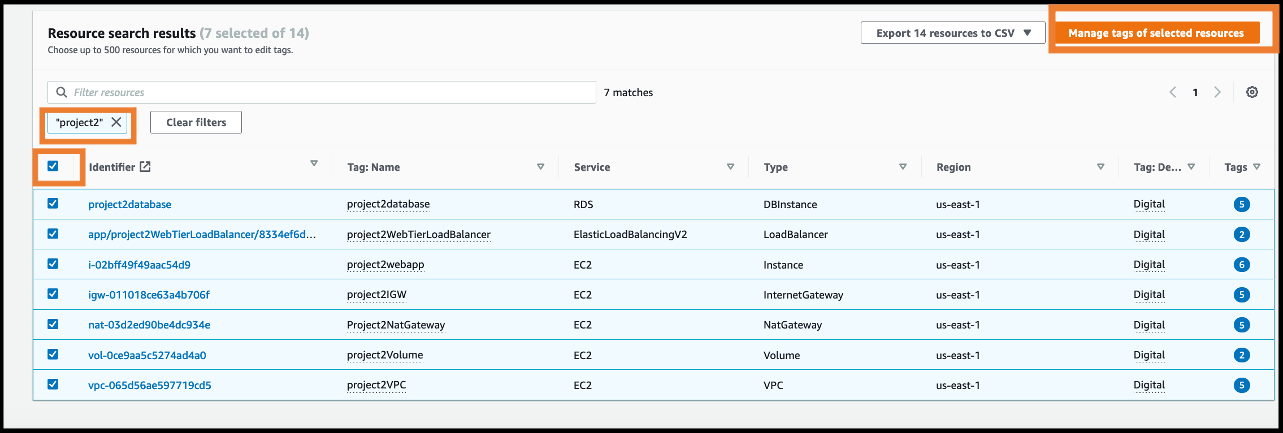 Resource search results (7 selected of 14)
Choose up to 500 resources for which you want to edit tags.
Export 14 resources to CSV
Manage tags of selected resources
Filter resources
7 matches
1
"project2"
Clear filters
Identifier Tag: Name Service Type Region Tag: De... Tags
project2database project2database RDS DBInstance us-east-1 Digital 5
app/project2WebTierLoadBalancer/8334ef6d... project2WebTierLoadBalancer ElasticLoadBalancingV2 LoadBalancer us-east-1 Digital 2
i-02bff49f49aac54d9 project2webapp EC2 Instance us-east-1 Digital 6
igw-011018ce63a4b706f project2IGW EC2 InternetGateway us-east-1 Digital 5
nat-03d2ed90be4dc934e Project2NatGateway EC2 NatGateway us-east-1 Digital 5
vol-0ce9aa5c5274ad4a0 project2Volume EC2 Volume us-east-1 Digital 2
vpc-065d56ae597719cd5 project2VPC EC2 VPC us-east-1 Digital 5